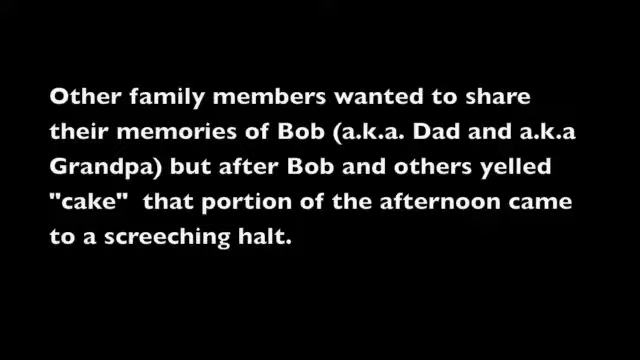 Other family members wanted to share
their memories of Bob (a.k.a. Dad and a.k.a
Grandpa) but after Bob and others yelled
"cake"  that portion of the afternoon came
to a screeching halt.